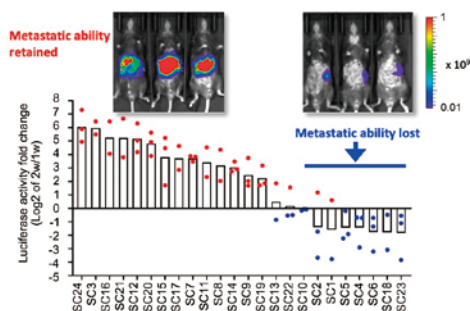 Metastatic ability
retained
1
x 10⁹
0.01
Metastatic ability lost
Luciferase activity fold change
(Log2 of 2w/1w)
8
7
6
5
4
3
2
1
0
-1
-2
-3
-4
-5
SC24
SC3
SC16
SC21
SC12
SC20
SC15
SC17
SC7
SC11
SC8
SC14
SC9
SC19
SC13
SC22
SC10
SC2
SC1
SC5
SC4
SC6
SC18
SC23